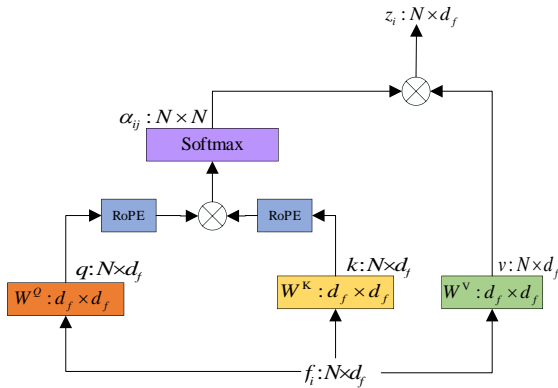 z_i : N × d_f
α_ij : N × N
Softmax
RoPE
RoPE
q: N×d_f
k: N×d_f
v: N×d_f
W^Q : d_f × d_f
W^K : d_f × d_f
W^V : d_f × d_f
f_i : N×d_f